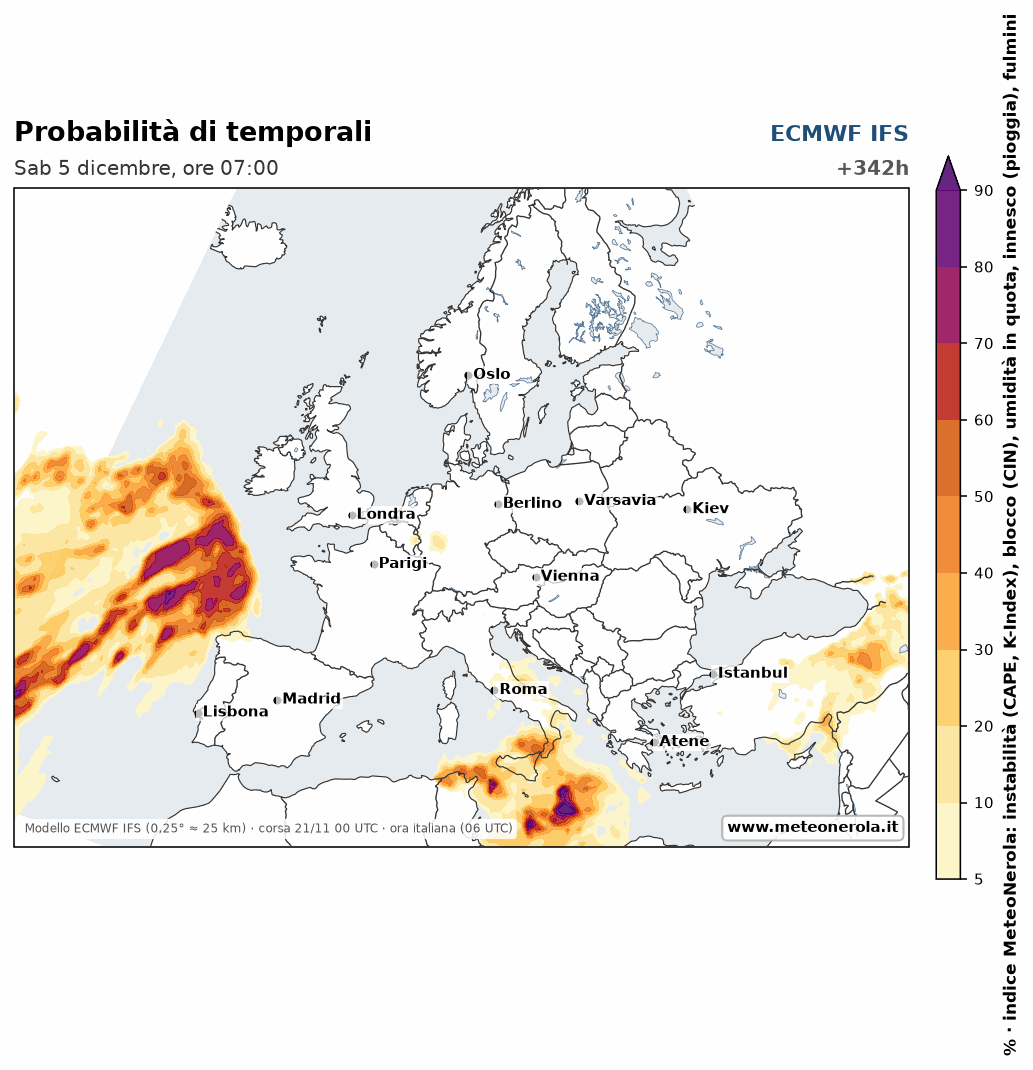 Probabilità di temporali
ECMWF IFS
Sab 5 dicembre, ore 07:00
+342h
Oslo
Londra
Berlino
Varsavia
Kiev
Parigi
Vienna
Istanbul
Roma
Madrid
Lisbona
Atene
Modello ECMWF IFS (0,25° ≈ 25 km) · corsa 21/11 00 UTC · ora italiana (06 UTC)
www.meteonerola.it
90
80
70
60
50
40
30
20
10
5
% · indice MeteoNerola: instabilità (CAPE, K-Index), blocco (CIN), umidità in quota, innesco (pioggia), fulmini